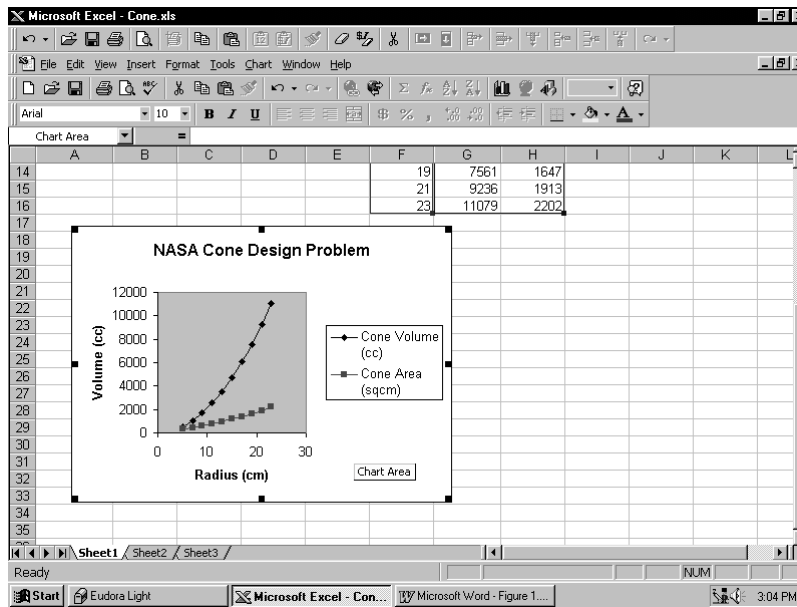 Microsoft Excel - Cone.xls
File Edit View Insert Format Tools Chart Window Help
Arial 10 B I U $ % ,
Chart Area =
A B C D E F G H I J K L
14 19 7561 1647
15 21 9236 1913
16 23 11079 2202
17
18
19
20
21
22
23
24
25
26
27
28
29
30
31
32
33
34
35
NASA Cone Design Problem
12000
10000
8000
6000
4000
2000
0
Volume (cc)
0 10 20 30
Radius (cm)
Cone Volume
(cc)
Cone Area
(sqcm)
Chart Area
Sheet1 Sheet2 Sheet3
Ready NUM
Start Eudora Light Microsoft Excel - Con... Microsoft Word - Figure 1.... 3:04 PM